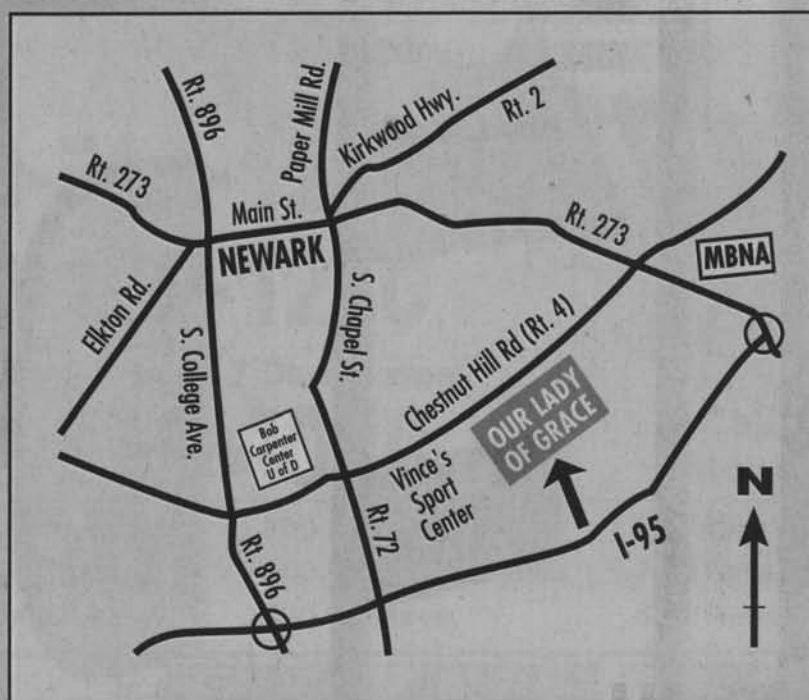 Rt. 896
Paper Mill Rd.
Kirkwood Hwy.
Rt. 2
Rt. 273
Main St.
NEWARK
Rt. 273
MBNA
Elkton Rd.
S. College Ave.
S. Chapel St.
Chestnut Hill Rd (Rt. 4)
Bob
Carpenter
Center
U of D
OUR LADY
OF GRACE
Vince's
Sport
Center
N
Rt. 72
I-95
Rt. 896